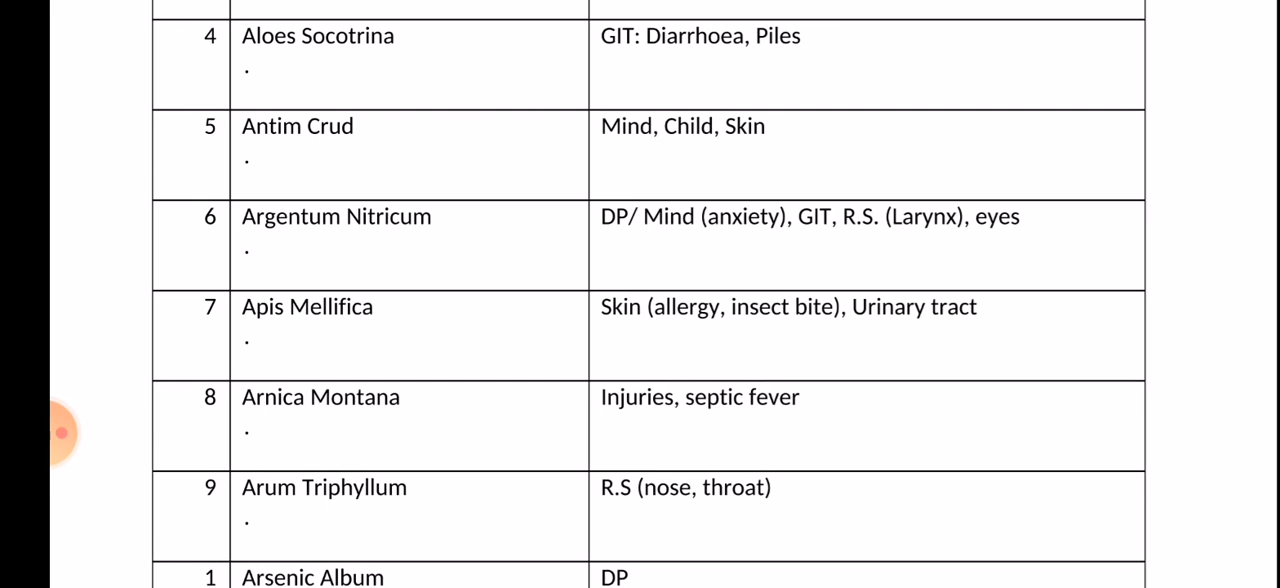 4 Aloes Socotrina GIT: Diarrhoea, Piles
.
5 Antim Crud Mind, Child, Skin
.
6 Argentum Nitricum DP/ Mind (anxiety), GIT, R.S. (Larynx), eyes
.
7 Apis Mellifica Skin (allergy, insect bite), Urinary tract
.
8 Arnica Montana Injuries, septic fever
.
9 Arum Triphyllum R.S (nose, throat)
.
1 Arsenic Album DP